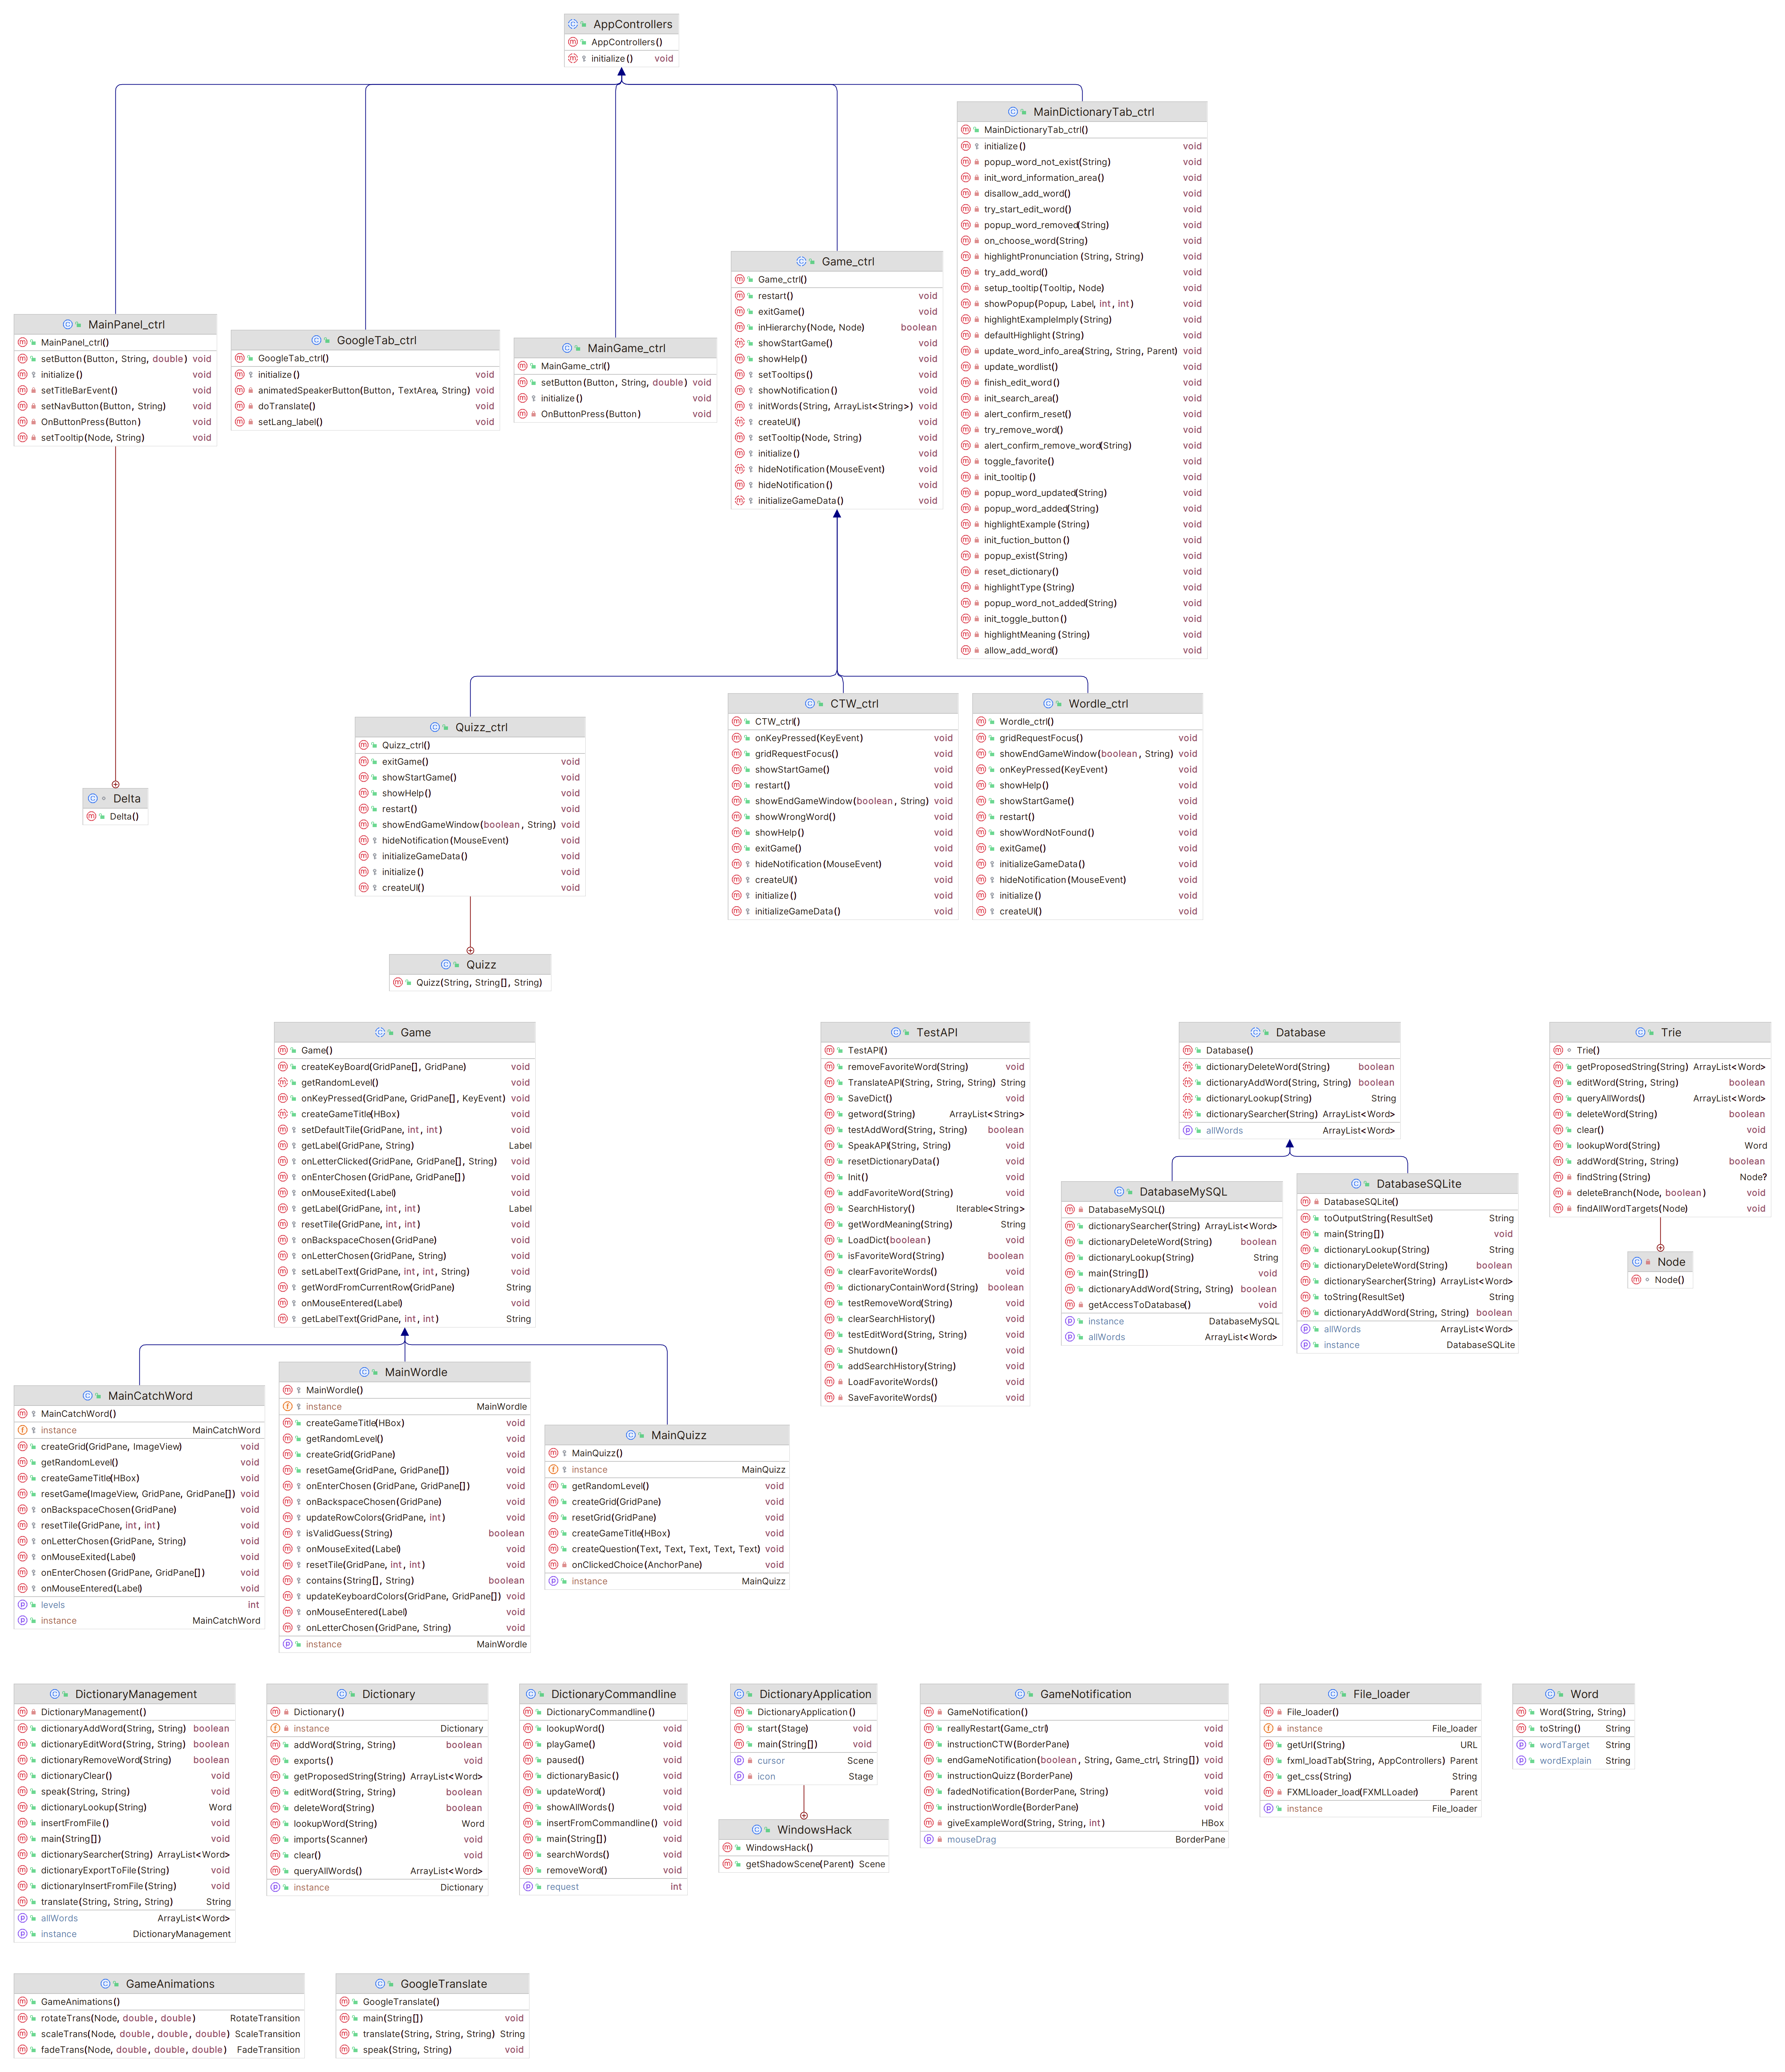 AppControllers
AppControllers()
initialize() void
MainDictionaryTab_ctrl
MainDictionaryTab_ctrl()
initialize() void
popup_word_not_exist(String) void
init_word_information_area() void
disallow_add_word() void
try_start_edit_word() void
popup_word_removed(String) void
on_choose_word(String) void
highlightPronunciation(String, String) void
try_add_word() void
setup_tooltip(Tooltip, Node) void
showPopup(Popup, Label, int, int) void
highlightExampleImply(String) void
defaultHighlight(String) void
update_word_info_area(String, String, Parent) void
update_wordlist() void
finish_edit_word() void
init_search_area() void
alert_confirm_reset() void
try_remove_word() void
alert_confirm_remove_word(String) void
toggle_favorite() void
init_tooltip() void
popup_word_updated(String) void
popup_word_added(String) void
highlightExample(String) void
init_fuction_button() void
popup_exist(String) void
reset_dictionary() void
highlightType(String) void
popup_word_not_added(String) void
init_toggle_button() void
highlightMeaning(String) void
allow_add_word() void
Game_ctrl
Game_ctrl()
restart() void
exitGame() void
inHierarchy(Node, Node) boolean
showStartGame() void
showHelp() void
setTooltips() void
showNotification() void
initWords(String, ArrayList<String>) void
createUI() void
setTooltip(Node, String) void
initialize() void
hideNotification(MouseEvent) void
hideNotification() void
initializeGameData() void
MainPanel_ctrl
MainPanel_ctrl()
setButton(Button, String, double) void
initialize() void
setTitleBarEvent() void
setNavButton(Button, String) void
OnButtonPress(Button) void
setTooltip(Node, String) void
GoogleTab_ctrl
GoogleTab_ctrl()
initialize() void
animatedSpeakerButton(Button, TextArea, String) void
doTranslate() void
setLang_label() void
MainGame_ctrl
MainGame_ctrl()
setButton(Button, String, double) void
initialize() void
OnButtonPress(Button) void
Quizz_ctrl
Quizz_ctrl()
exitGame() void
showStartGame() void
showHelp() void
restart() void
showEndGameWindow(boolean, String) void
hideNotification(MouseEvent) void
initializeGameData() void
initialize() void
createUI() void
CTW_ctrl
CTW_ctrl()
onKeyPressed(KeyEvent) void
gridRequestFocus() void
showStartGame() void
restart() void
showEndGameWindow(boolean, String) void
showWrongWord() void
showHelp() void
exitGame() void
hideNotification(MouseEvent) void
createUI() void
initialize() void
initializeGameData() void
Wordle_ctrl
Wordle_ctrl()
gridRequestFocus() void
showEndGameWindow(boolean, String) void
onKeyPressed(KeyEvent) void
showHelp() void
showStartGame() void
restart() void
showWordNotFound() void
exitGame() void
initializeGameData() void
hideNotification(MouseEvent) void
initialize() void
createUI() void
Delta
Delta()
Quizz
Quizz(String, String[], String)
Game
Game()
createKeyBoard(GridPane[], GridPane) void
getRandomLevel() void
onKeyPressed(GridPane, GridPane[], KeyEvent) void
createGameTitle(HBox) void
setDefaultTile(GridPane, int, int) void
getLabel(GridPane, String) Label
onLetterClicked(GridPane, GridPane[], String) void
onEnterChosen(GridPane, GridPane[]) void
onMouseExited(Label) void
getLabel(GridPane, int, int) Label
resetTile(GridPane, int, int) void
onBackspaceChosen(GridPane) void
onLetterChosen(GridPane, String) void
setLabelText(GridPane, int, int, String) void
getWordFromCurrentRow(GridPane) String
onMouseEntered(Label) void
getLabelText(GridPane, int, int) String
TestAPI
TestAPI()
removeFavoriteWord(String) void
TranslateAPI(String, String, String) String
SaveDict() void
getword(String) ArrayList<String>
testAddWord(String, String) boolean
SpeakAPI(String, String) void
resetDictionaryData() void
Init() void
addFavoriteWord(String) void
SearchHistory() Iterable<String>
getWordMeaning(String) String
LoadDict(boolean) void
isFavoriteWord(String) boolean
clearFavoriteWords() void
dictionaryContainWord(String) boolean
testRemoveWord(String) void
clearSearchHistory() void
testEditWord(String, String) void
Shutdown() void
addSearchHistory(String) void
LoadFavoriteWords() void
SaveFavoriteWords() void
Database
Database()
dictionaryDeleteWord(String) boolean
dictionaryAddWord(String, String) boolean
dictionaryLookup(String) String
dictionarySearcher(String) ArrayList<Word>
allWords ArrayList<Word>
Trie
Trie()
getProposedString(String) ArrayList<Word>
editWord(String, String) boolean
queryAllWords() ArrayList<Word>
deleteWord(String) boolean
clear() void
lookupWord(String) Word
addWord(String, String) boolean
findString(String) Node?
deleteBranch(Node, boolean) void
findAllWordTargets(Node) void
DatabaseMySQL
DatabaseMySQL()
dictionarySearcher(String) ArrayList<Word>
dictionaryDeleteWord(String) boolean
dictionaryLookup(String) String
main(String[]) void
dictionaryAddWord(String, String) boolean
getAccessToDatabase() void
instance DatabaseMySQL
allWords ArrayList<Word>
DatabaseSQLite
DatabaseSQLite()
toOutputString(ResultSet) String
main(String[]) void
dictionaryLookup(String) String
dictionaryDeleteWord(String) boolean
dictionarySearcher(String) ArrayList<Word>
toString(ResultSet) String
dictionaryAddWord(String, String) boolean
allWords ArrayList<Word>
instance DatabaseSQLite
Node
Node()
MainCatchWord
MainCatchWord()
instance MainCatchWord
createGrid(GridPane, ImageView) void
getRandomLevel() void
createGameTitle(HBox) void
resetGame(ImageView, GridPane, GridPane[]) void
onBackspaceChosen(GridPane) void
resetTile(GridPane, int, int) void
onLetterChosen(GridPane, String) void
onMouseExited(Label) void
onEnterChosen(GridPane, GridPane[]) void
onMouseEntered(Label) void
levels int
instance MainCatchWord
MainWordle
MainWordle()
instance MainWordle
createGameTitle(HBox) void
getRandomLevel() void
createGrid(GridPane) void
resetGame(GridPane, GridPane[]) void
onEnterChosen(GridPane, GridPane[]) void
onBackspaceChosen(GridPane) void
updateRowColors(GridPane, int) void
isValidGuess(String) boolean
onMouseExited(Label) void
resetTile(GridPane, int, int) void
contains(String[], String) boolean
updateKeyboardColors(GridPane, GridPane[]) void
onMouseEntered(Label) void
onLetterChosen(GridPane, String) void
instance MainWordle
MainQuizz
MainQuizz()
instance MainQuizz
getRandomLevel() void
createGrid(GridPane) void
resetGrid(GridPane) void
createGameTitle(HBox) void
createQuestion(Text, Text, Text, Text, Text) void
onClickedChoice(AnchorPane) void
instance MainQuizz
DictionaryManagement
DictionaryManagement()
dictionaryAddWord(String, String) boolean
dictionaryEditWord(String, String) boolean
dictionaryRemoveWord(String) boolean
dictionaryClear() void
speak(String, String) void
dictionaryLookup(String) Word
insertFromFile() void
main(String[]) void
dictionarySearcher(String) ArrayList<Word>
dictionaryExportToFile(String) void
dictionaryInsertFromFile(String) void
translate(String, String, String) String
allWords ArrayList<Word>
instance DictionaryManagement
Dictionary
Dictionary()
instance Dictionary
addWord(String, String) boolean
exports() void
getProposedString(String) ArrayList<Word>
editWord(String, String) boolean
deleteWord(String) boolean
lookupWord(String) Word
imports(Scanner) void
clear() void
queryAllWords() ArrayList<Word>
instance Dictionary
DictionaryCommandline
DictionaryCommandline()
lookupWord() void
playGame() void
paused() void
dictionaryBasic() void
updateWord() void
showAllWords() void
insertFromCommandline() void
main(String[]) void
searchWords() void
removeWord() void
request int
DictionaryApplication
DictionaryApplication()
start(Stage) void
main(String[]) void
cursor Scene
icon Stage
WindowsHack
WindowsHack()
getShadowScene(Parent) Scene
GameNotification
GameNotification()
reallyRestart(Game_ctrl) void
instructionCTW(BorderPane) void
endGameNotification(boolean, String, Game_ctrl, String[]) void
instructionQuizz(BorderPane) void
fadedNotification(BorderPane, String) void
instructionWordle(BorderPane) void
giveExampleWord(String, String, int) HBox
mouseDrag BorderPane
File_loader
File_loader()
instance File_loader
getUrl(String) URL
fxml_loadTab(String, AppControllers) Parent
get_css(String) String
FXMLloader_load(FXMLLoader) Parent
instance File_loader
Word
Word(String, String)
toString() String
wordTarget String
wordExplain String
GameAnimations
GameAnimations()
rotateTrans(Node, double, double) RotateTransition
scaleTrans(Node, double, double, double) ScaleTransition
fadeTrans(Node, double, double, double) FadeTransition
GoogleTranslate
GoogleTranslate()
main(String[]) void
translate(String, String, String) String
speak(String, String) void